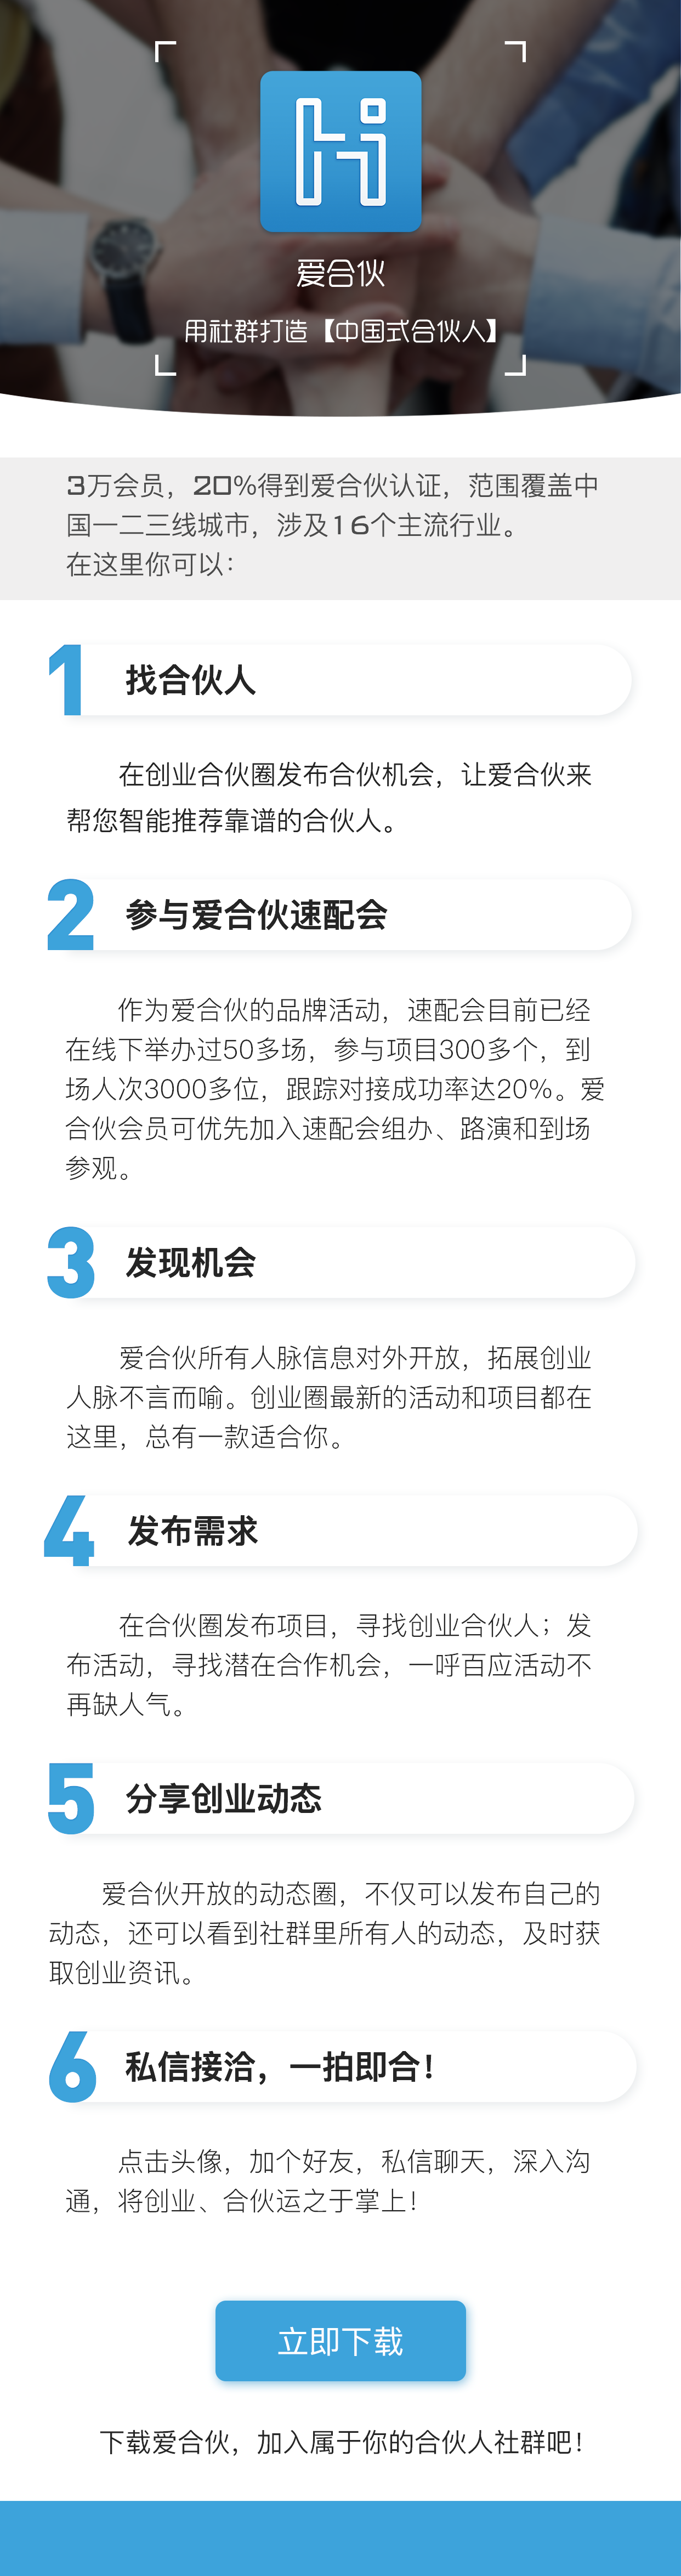 爱合伙
用社群打造【中国式合伙人】
3万会员，20%得到爱合伙认证，范围覆盖中
国一二三线城市，涉及16个主流行业。
在这里你可以：
1 找合伙人
在创业合伙圈发布合伙机会，让爱合伙来
帮您智能推荐靠谱的合伙人。
2 参与爱合伙速配会
作为爱合伙的品牌活动，速配会目前已经
在线下举办过50多场，参与项目300多个，到
场人次3000多位，跟踪对接成功率达20%。爱
合伙会员可优先加入速配会组办、路演和到场
参观。
3 发现机会
爱合伙所有人脉信息对外开放，拓展创业
人脉不言而喻。创业圈最新的活动和项目都在
这里，总有一款适合你。
4 发布需求
在合伙圈发布项目，寻找创业合伙人；发
布活动，寻找潜在合作机会，一呼百应活动不
再缺人气。
5 分享创业动态
爱合伙开放的动态圈，不仅可以发布自己的
动态，还可以看到社群里所有人的动态，及时获
取创业资讯。
6 私信接洽，一拍即合！
点击头像，加个好友，私信聊天，深入沟
通，将创业、合伙运之于掌上！
立即下载
下载爱合伙，加入属于你的合伙人社群吧！